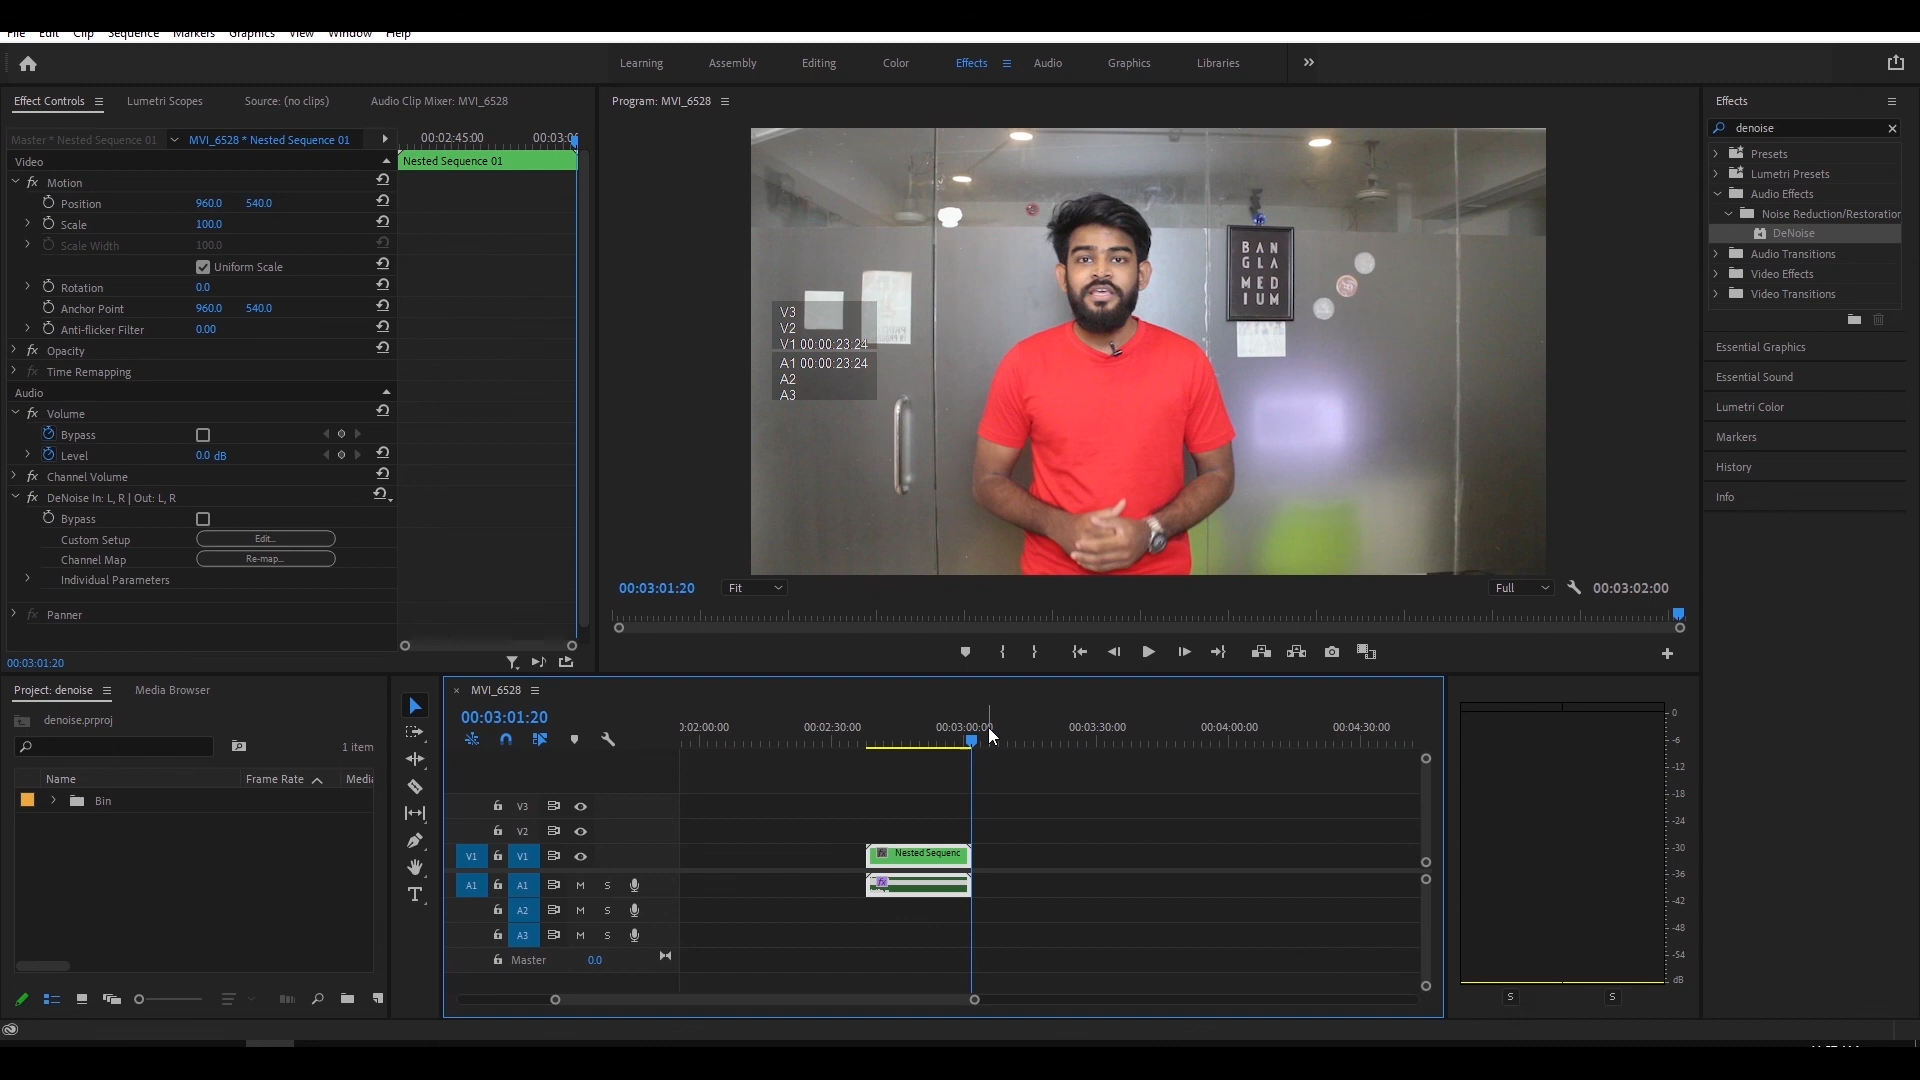 File Edit Clip Sequence Markers Graphics View Window Help
Learning Assembly Editing Color Effects Audio Graphics Libraries
Effect Controls Lumetri Scopes Source: (no clips) Audio Clip Mixer: MVI_6528
Master * Nested Sequence 01 MVI_6528 * Nested Sequence 01
00:02:45:00
Nested Sequence 01
Video
Motion
Position 960.0 540.0
Scale 100.0
Scale Width 100.0
Uniform Scale
Rotation 0.0
Anchor Point 960.0 540.0
Anti-flicker Filter 0.00
Opacity
Time Remapping
Audio
Volume
Bypass
Level 0.0 dB
Channel Volume
DeNoise In: L, R | Out: L, R
Bypass
Custom Setup Edit...
Channel Map Re-map...
Individual Parameters
Panner
00:03:01:20
Program: MVI_6528
BAN
GLA
MED
IUM
V3
V2
V1 00:00:23:24
A1 00:00:23:24
A2
A3
00:03:01:20 Fit Full 00:03:02:00
Effects
denoise
Presets
Lumetri Presets
Audio Effects
Noise Reduction/Restoration
DeNoise
Audio Transitions
Video Effects
Video Transitions
Essential Graphics
Essential Sound
Lumetri Color
Markers
History
Info
Project: denoise Media Browser
denoise.prproj
1 item
Name Frame Rate Media
Bin
MVI_6528
00:03:01:20
0:02:00:00 00:02:30:00 00:03:00:00 00:03:30:00 00:04:00:00 00:04:30:00
V3
V2
V1 V1 Nested Sequenc
A1 A1 M S
A2 M S
A3 M S
Master 0.0
0
-6
-12
-18
-24
-30
-36
-42
-48
-54
dB
S S